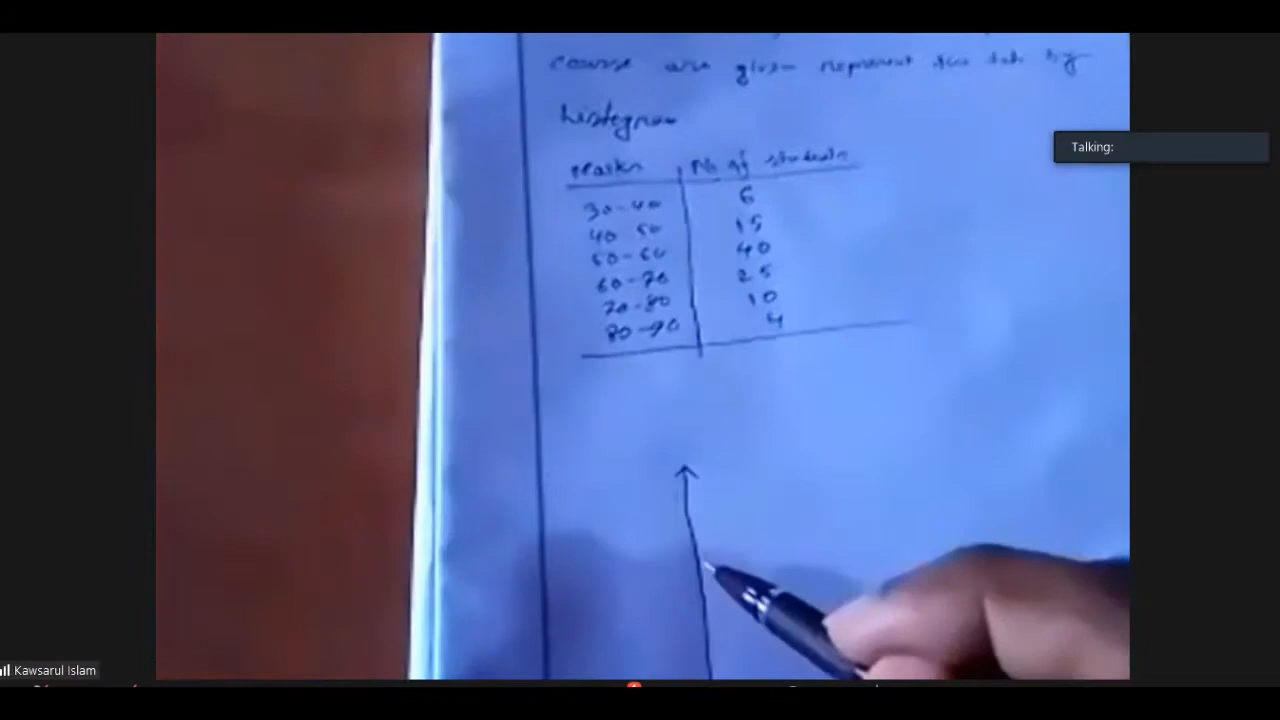 course are given represent the data by
histogram
Marks No of students
30-40 6
40 50 15
50-60 40
60-70 25
70-80 10
80-90 4
Talking:
Kawsarul Islam